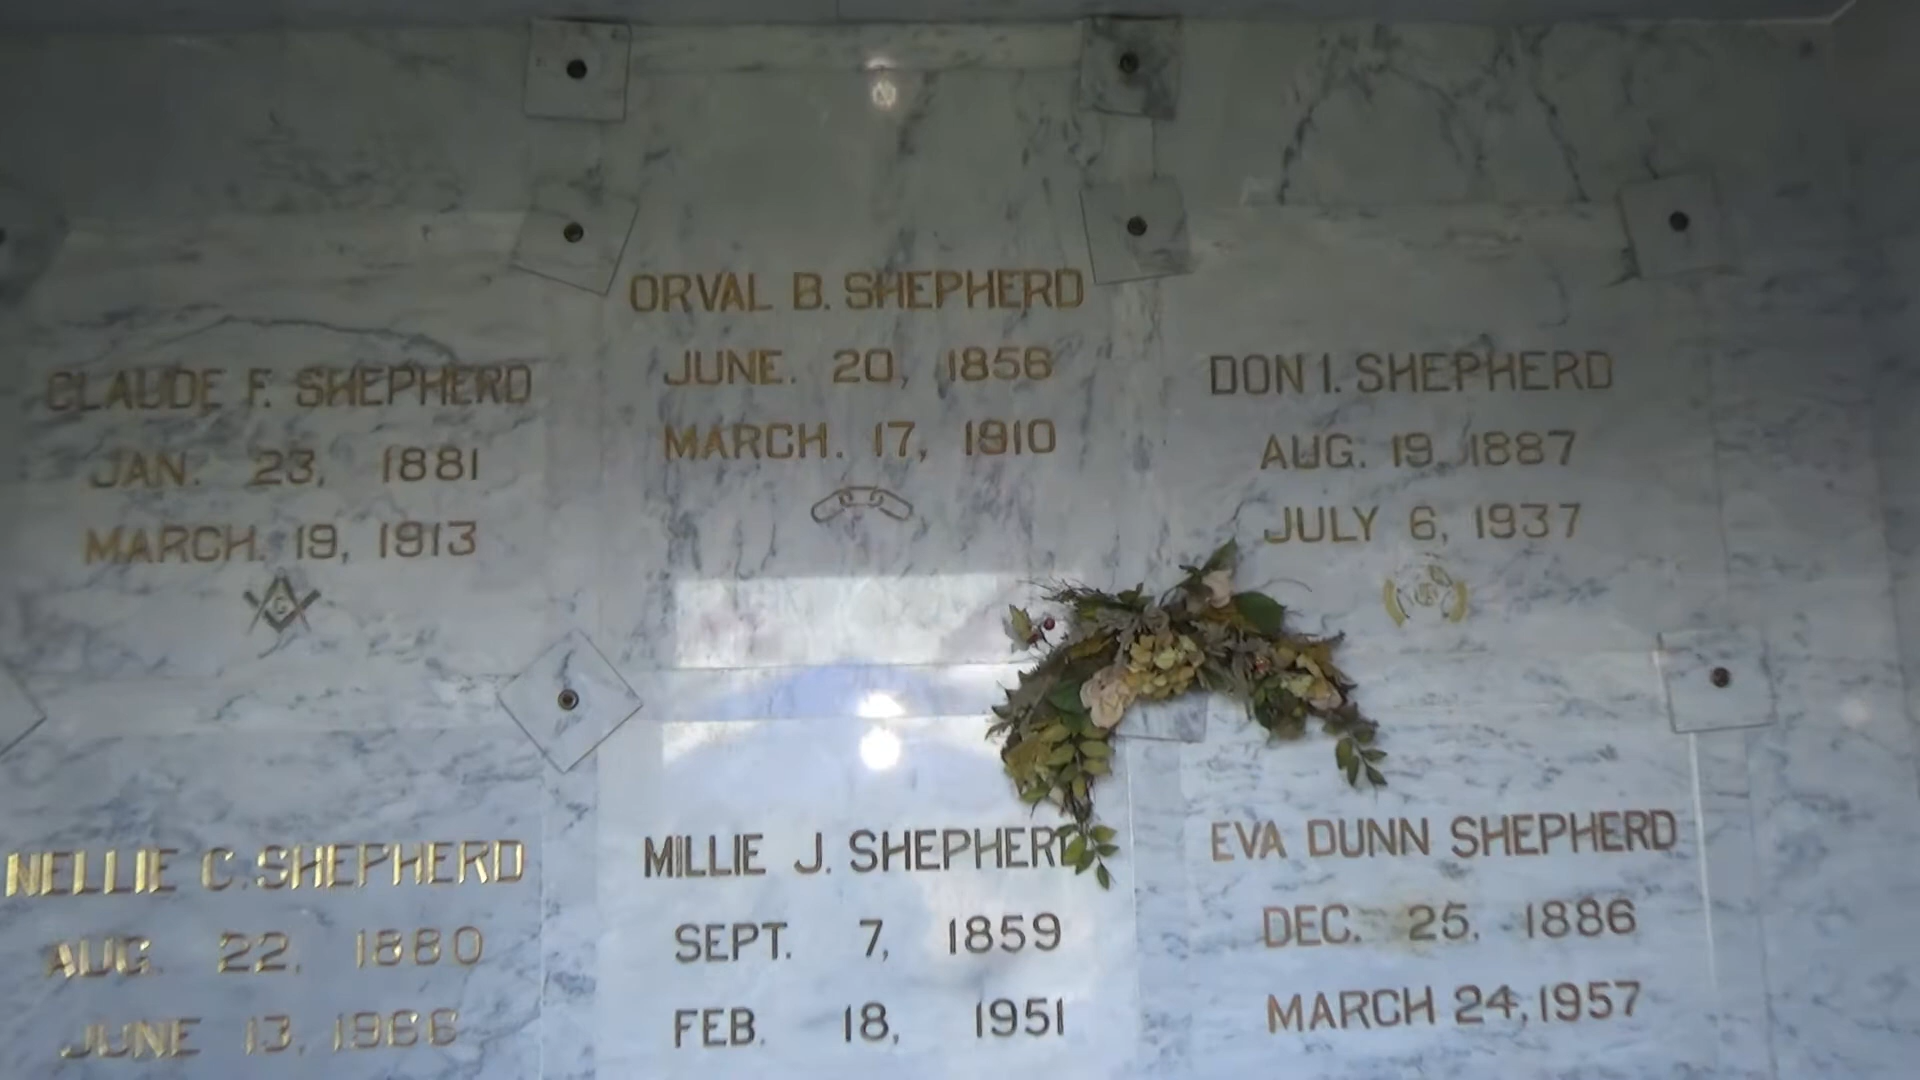 CLAUDE F. SHEPHERD
JAN. 23, 1881
MARCH. 19, 1913
G
ORVAL B. SHEPHERD
JUNE. 20, 1856
MARCH. 17, 1910
DON I. SHEPHERD
AUG. 19, 1887
JULY 6, 1937
NELLIE C. SHEPHERD
AUG. 22, 1880
JUNE 13, 1966
MILLIE J. SHEPHERD
SEPT. 7, 1859
FEB. 18, 1951
EVA DUNN SHEPHERD
DEC. 25, 1886
MARCH 24, 1957